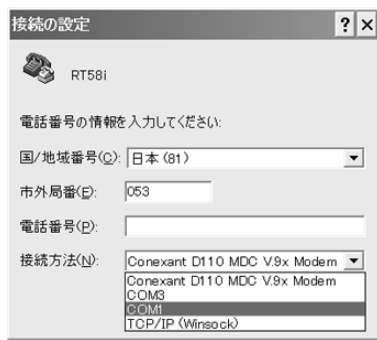 接続の設定
RT58i
電話番号の情報を入力してください:
国/地域番号(C): 日本 (81)
市外局番(E): 053
電話番号(P):
接続方法(N): Conexant D110 MDC V.9x Modem
Conexant D110 MDC V.9x Modem
COM3
COM1
TCP/IP (Winsock)